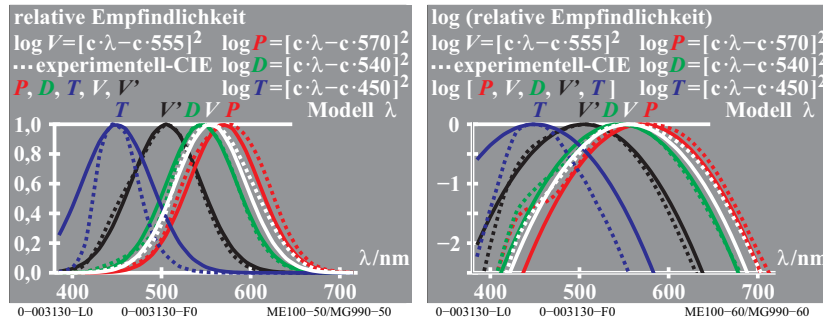 relative Empfindlichkeit
log V=[c·λ−c·555]² log P=[c·λ−c·570]²
experimentell-CIE log D=[c·λ−c·540]²
P, D, T, V, V' log T=[c·λ−c·450]²
Modell λ
T V' D V P
1,0
0,8
0,6
0,4
0,2
0,0
λ/nm
400 500 600 700
0-003130-L0 0-003130-F0 ME100-50/MG990-50
log (relative Empfindlichkeit)
log V=[c·λ−c·555]² log P=[c·λ−c·570]²
experimentell-CIE log D=[c·λ−c·540]²
log [ P, V, D, V', T ] log T=[c·λ−c·450]²
Modell λ
T V' D V P
0
−1
−2
λ/nm
400 500 600 700
0-003130-L0 0-003130-F0 ME100-60/MG990-60